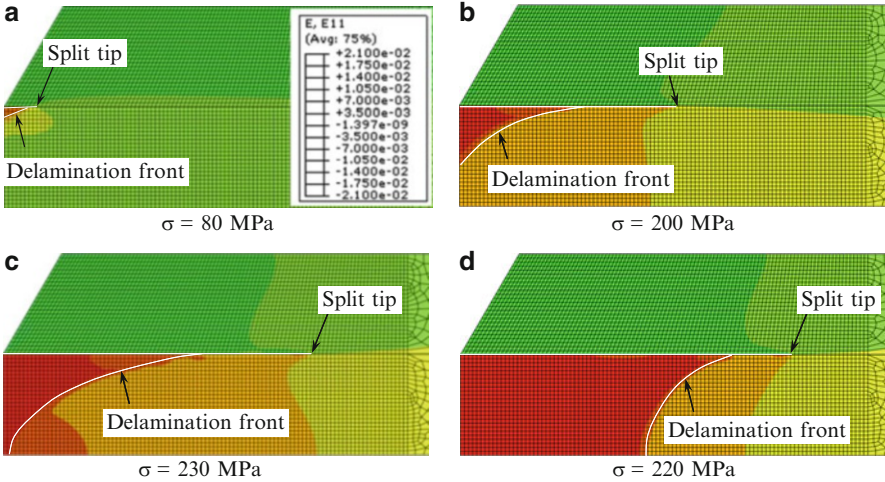 a
Split tip
Delamination front
E, E11
(Avg: 75%)
+2.100e-02
+1.750e-02
+1.400e-02
+1.050e-02
+7.000e-03
+3.500e-03
-1.397e-09
-3.500e-03
-7.000e-03
-1.050e-02
-1.400e-02
-1.750e-02
-2.100e-02
σ = 80 MPa
b
Split tip
Delamination front
σ = 200 MPa
c
Split tip
Delamination front
σ = 230 MPa
d
Split tip
Delamination front
σ = 220 MPa